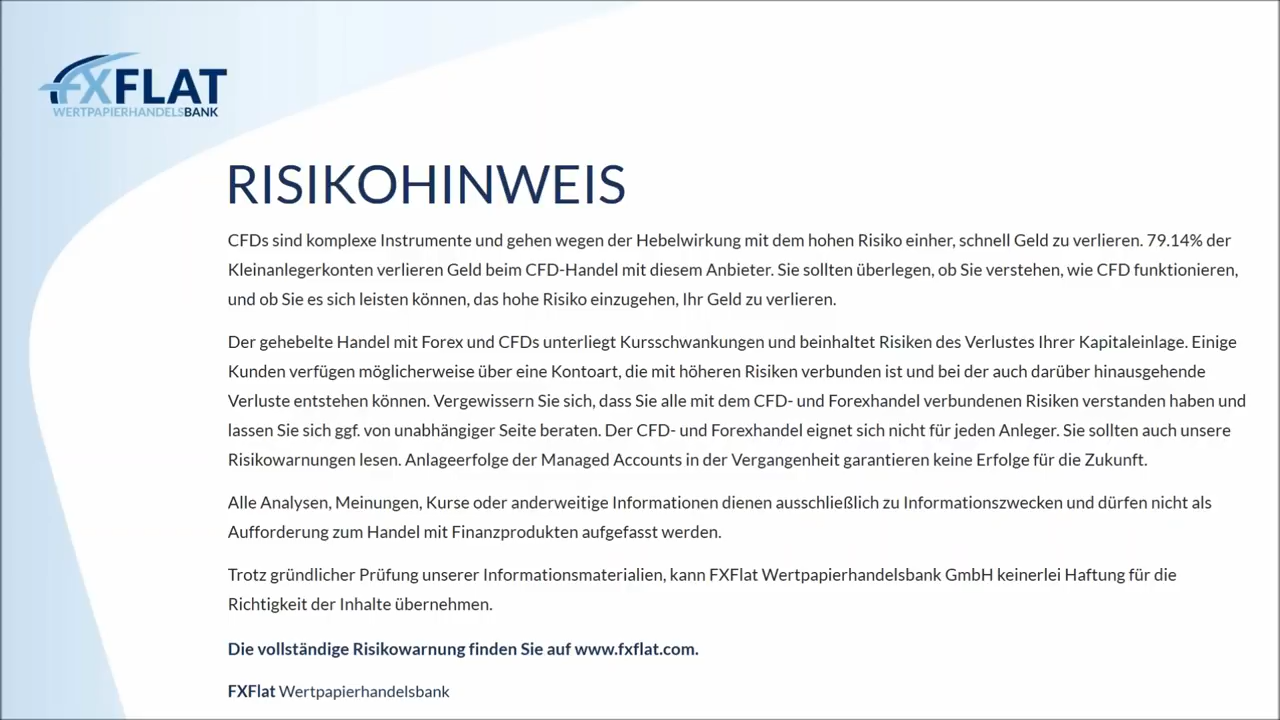 FXFLAT
WERTPAPIERHANDELSBANK
RISIKOHINWEIS
CFDs sind komplexe Instrumente und gehen wegen der Hebelwirkung mit dem hohen Risiko einher, schnell Geld zu verlieren. 79.14% der
Kleinanlegerkonten verlieren Geld beim CFD-Handel mit diesem Anbieter. Sie sollten überlegen, ob Sie verstehen, wie CFD funktionieren,
und ob Sie es sich leisten können, das hohe Risiko einzugehen, Ihr Geld zu verlieren.
Der gehebelte Handel mit Forex und CFDs unterliegt Kursschwankungen und beinhaltet Risiken des Verlustes Ihrer Kapitaleinlage. Einige
Kunden verfügen möglicherweise über eine Kontoart, die mit höheren Risiken verbunden ist und bei der auch darüber hinausgehende
Verluste entstehen können. Vergewissern Sie sich, dass Sie alle mit dem CFD- und Forexhandel verbundenen Risiken verstanden haben und
lassen Sie sich ggf. von unabhängiger Seite beraten. Der CFD- und Forexhandel eignet sich nicht für jeden Anleger. Sie sollten auch unsere
Risikowarnungen lesen. Anlageerfolge der Managed Accounts in der Vergangenheit garantieren keine Erfolge für die Zukunft.
Alle Analysen, Meinungen, Kurse oder anderweitige Informationen dienen ausschließlich zu Informationszwecken und dürfen nicht als
Aufforderung zum Handel mit Finanzprodukten aufgefasst werden.
Trotz gründlicher Prüfung unserer Informationsmaterialien, kann FXFlat Wertpapierhandelsbank GmbH keinerlei Haftung für die
Richtigkeit der Inhalte übernehmen.
Die vollständige Risikowarnung finden Sie auf www.fxflat.com.
FXFlat Wertpapierhandelsbank